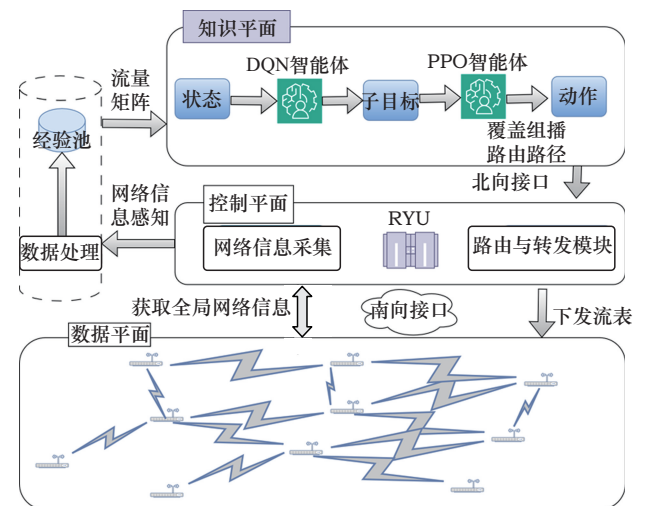 知识平面
流量
矩阵
DQN智能体
PPO智能体
状态
子目标
动作
经验池
覆盖组播
路由路径
北向接口
网络信
息感知
控制平面
RYU
数据处理
网络信息采集
路由与转发模块
获取全局网络信息
南向接口
下发流表
数据平面